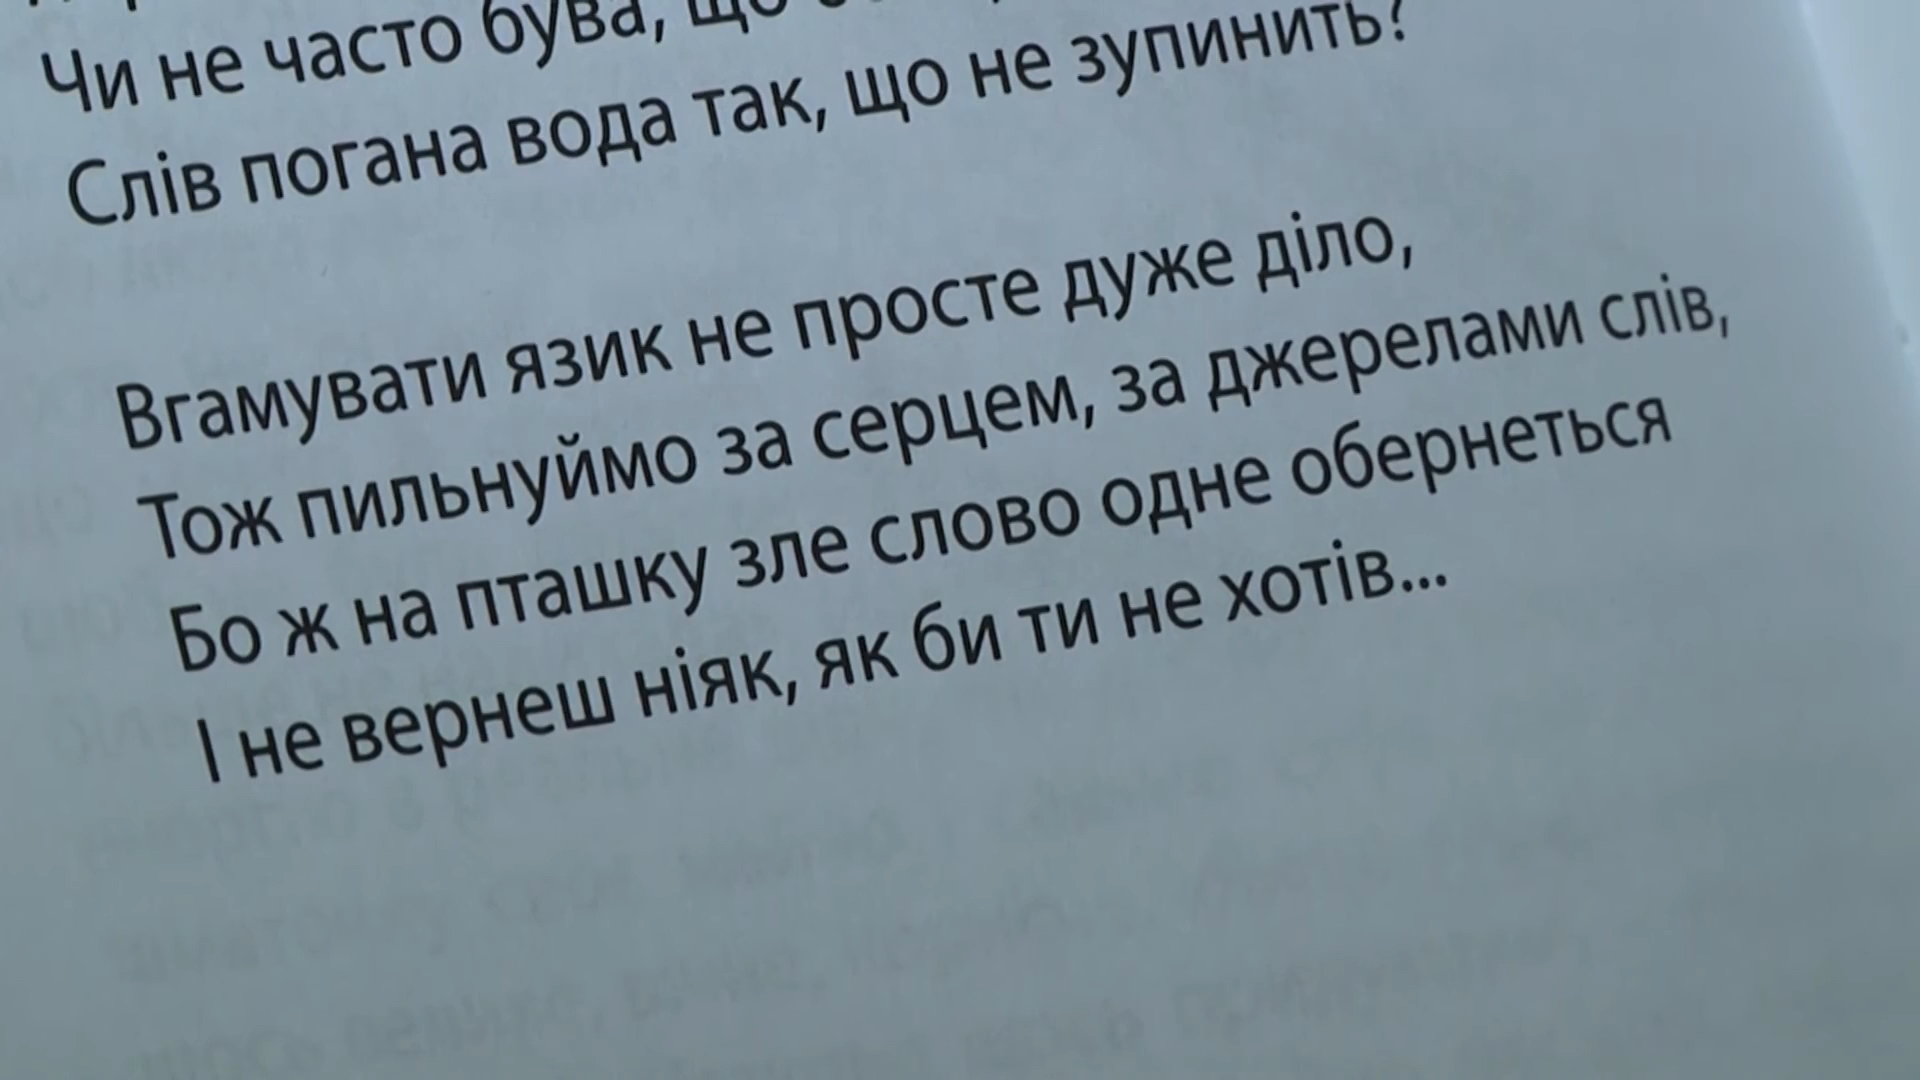 Чи не часто бува, що
Слів погана вода так, що не зупинить?
Вгамувати язик не просте дуже діло,
Тож пильнуймо за серцем, за джерелами слів,
Бо ж на пташку зле слово одне обернеться
І не вернеш ніяк, як би ти не хотів...